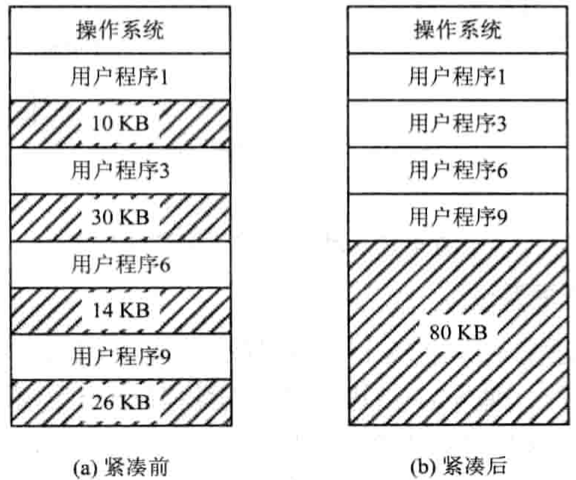 操作系统
用户程序1
10 KB
用户程序3
30 KB
用户程序6
14 KB
用户程序9
26 KB
(a) 紧凑前
操作系统
用户程序1
用户程序3
用户程序6
用户程序9
80 KB
(b) 紧凑后